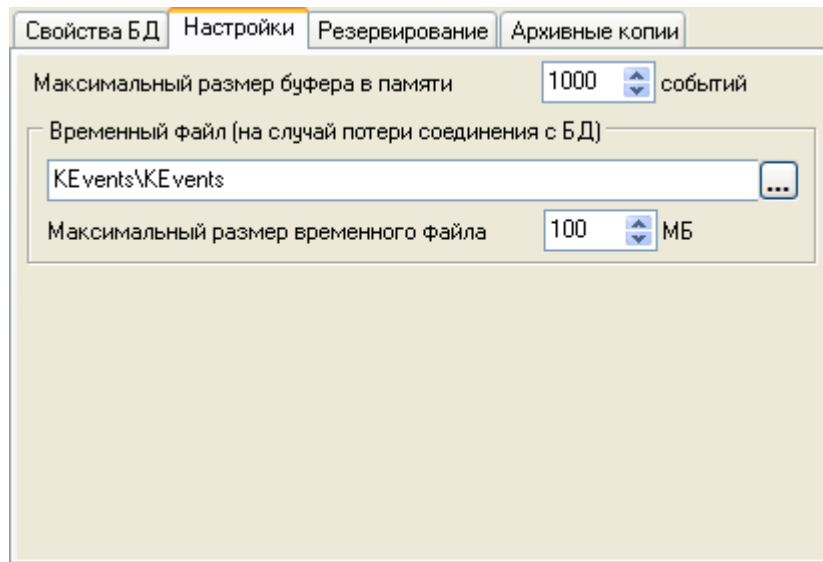 Свойства БД Настройки Резервирование Архивные копии
Максимальный размер буфера в памяти 1000 событий
Временный файл (на случай потери соединения с БД)
KEvents\KEvents ...
Максимальный размер временного файла 100 МБ